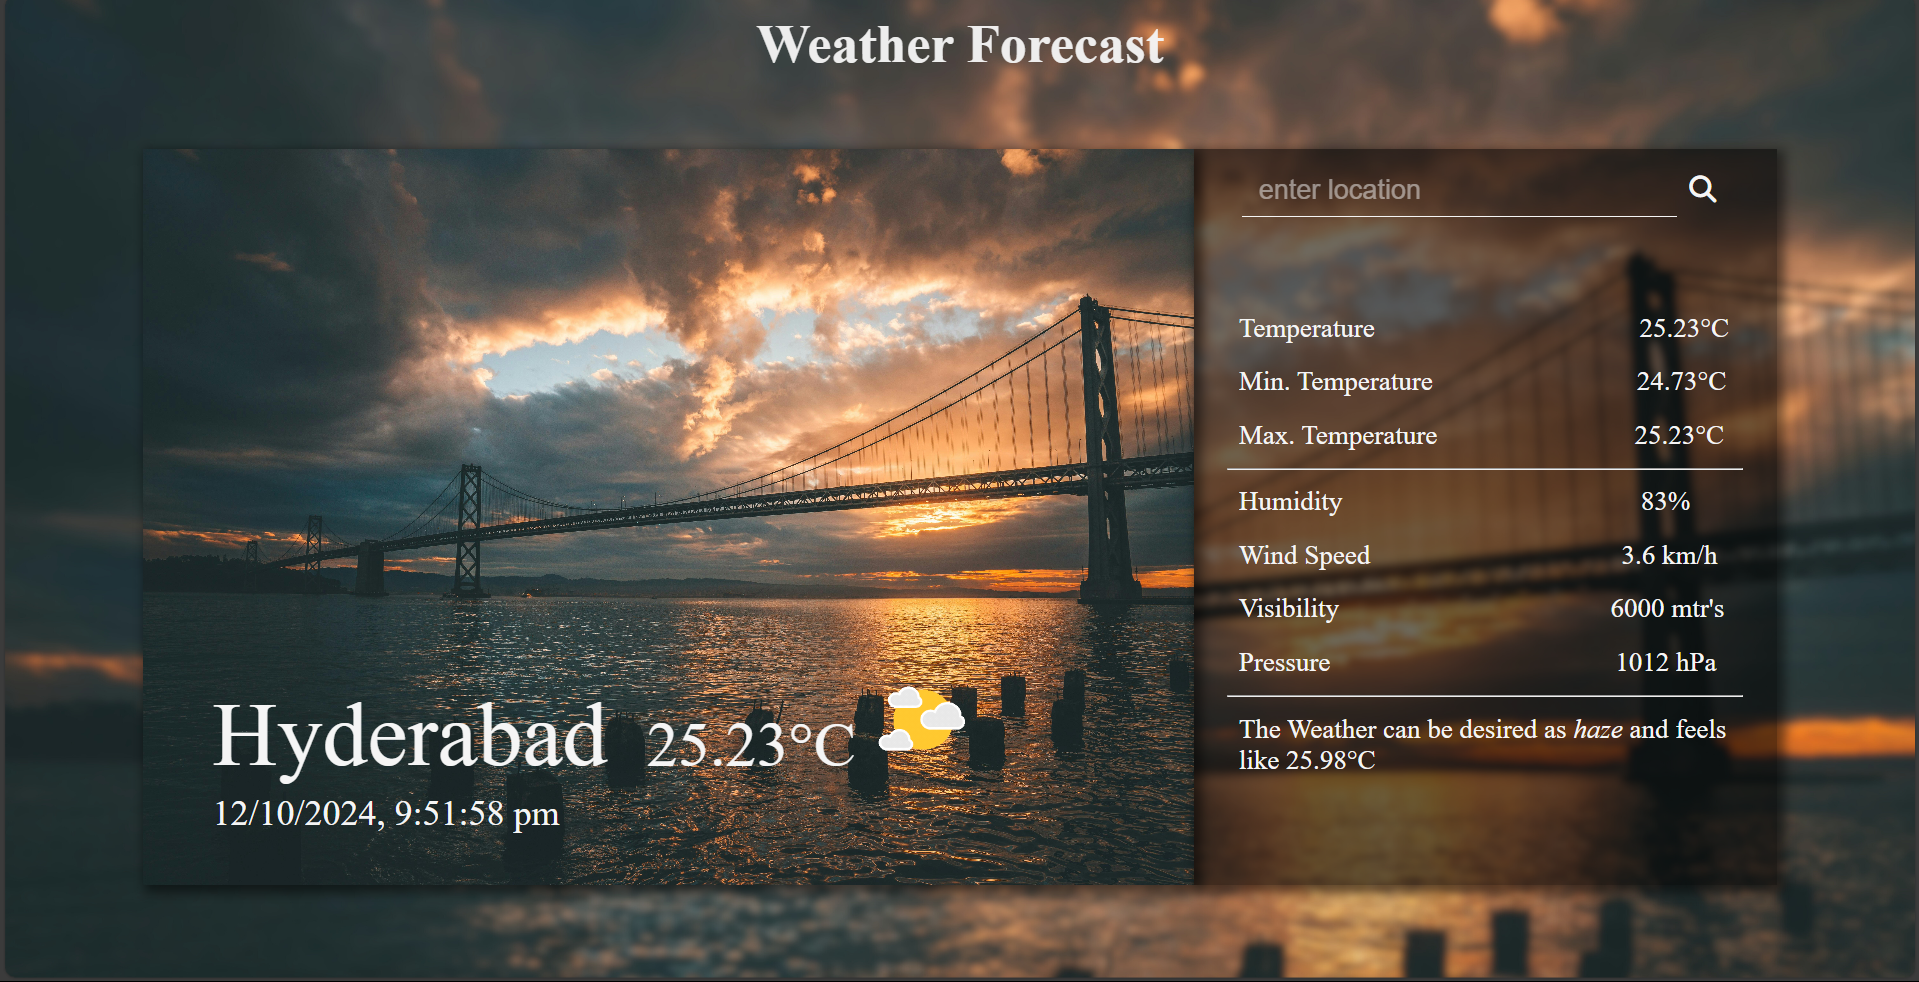 Weather Forecast
enter location
Temperature 25.23°C
Min. Temperature 24.73°C
Max. Temperature 25.23°C
Humidity 83%
Wind Speed 3.6 km/h
Visibility 6000 mtr's
Pressure 1012 hPa
The Weather can be desired as haze and feels
like 25.98°C
Hyderabad 25.23°C
12/10/2024, 9:51:58 pm